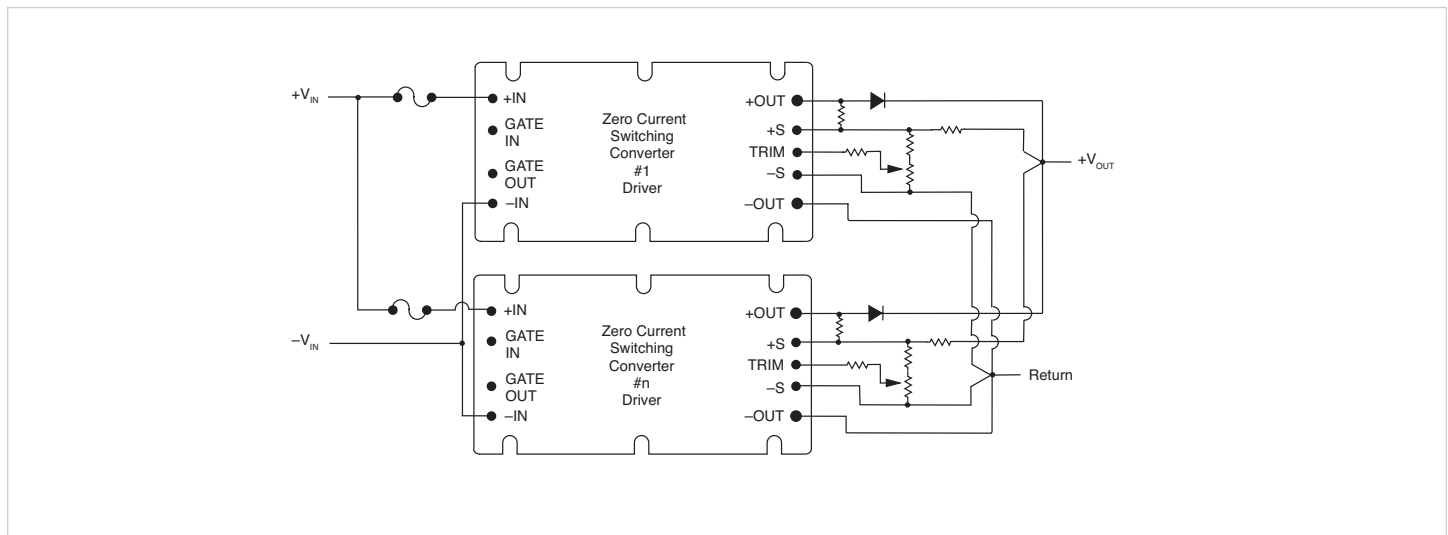 +V_IN
+IN
GATE
IN
GATE
OUT
–IN
Zero Current
Switching
Converter
#1
Driver
+OUT
+S
TRIM
–S
–OUT
+V_OUT
–V_IN
+IN
GATE
IN
GATE
OUT
–IN
Zero Current
Switching
Converter
#n
Driver
+OUT
+S
TRIM
–S
–OUT
Return